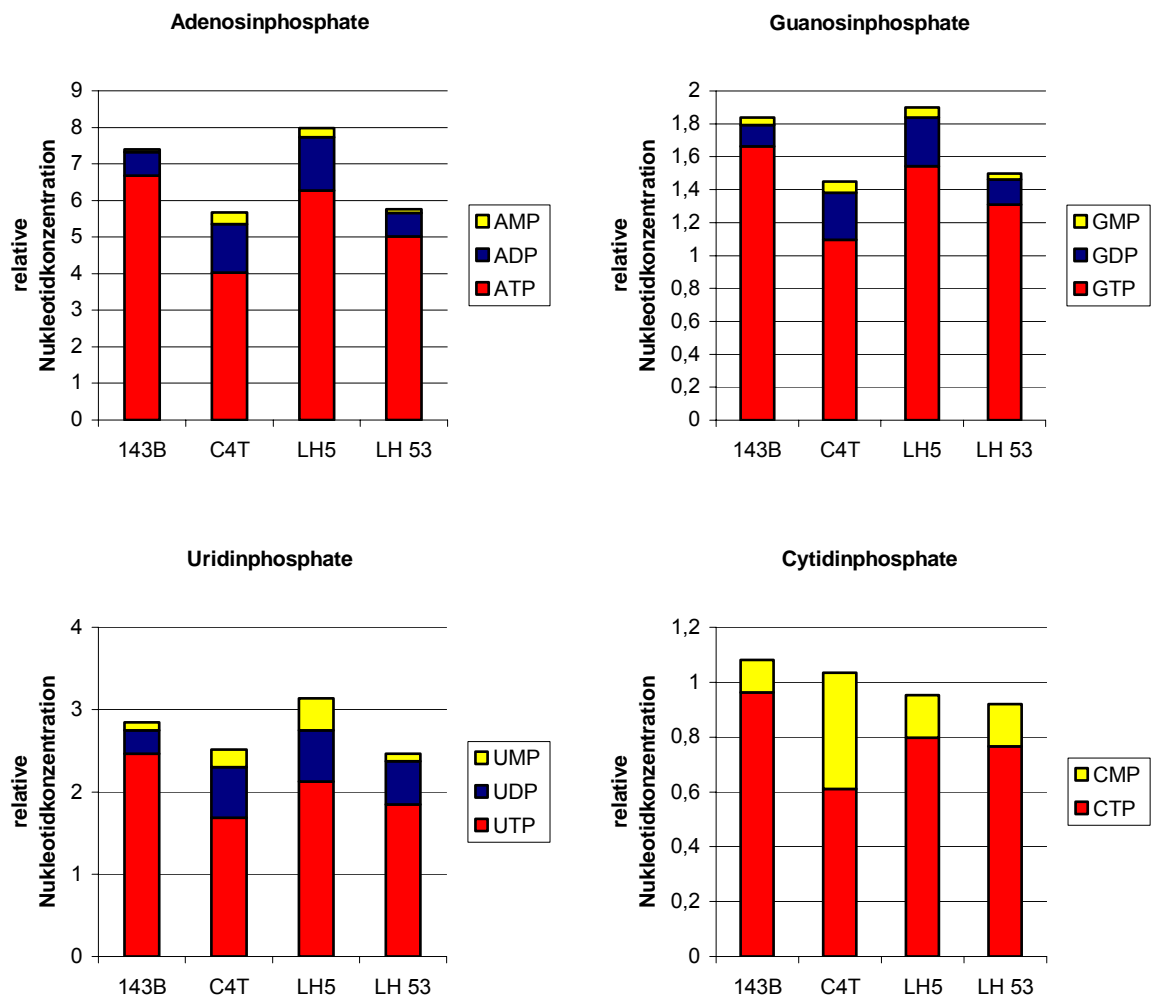 Adenosinphosphate
relative
Nukleotidkonzentration
9
8
7
6
5
4
3
2
1
0
143B C4T LH5 LH 53
AMP
ADP
ATP
Guanosinphosphate
relative
Nukleotidkonzentration
2
1,8
1,6
1,4
1,2
1
0,8
0,6
0,4
0,2
0
143B C4T LH5 LH 53
GMP
GDP
GTP
Uridinphosphate
relative
Nukleotidkonzentration
4
3
2
1
0
143B C4T LH5 LH 53
UMP
UDP
UTP
Cytidinphosphate
relative
Nukleotidkonzentration
1,2
1
0,8
0,6
0,4
0,2
0
143B C4T LH5 LH 53
CMP
CTP